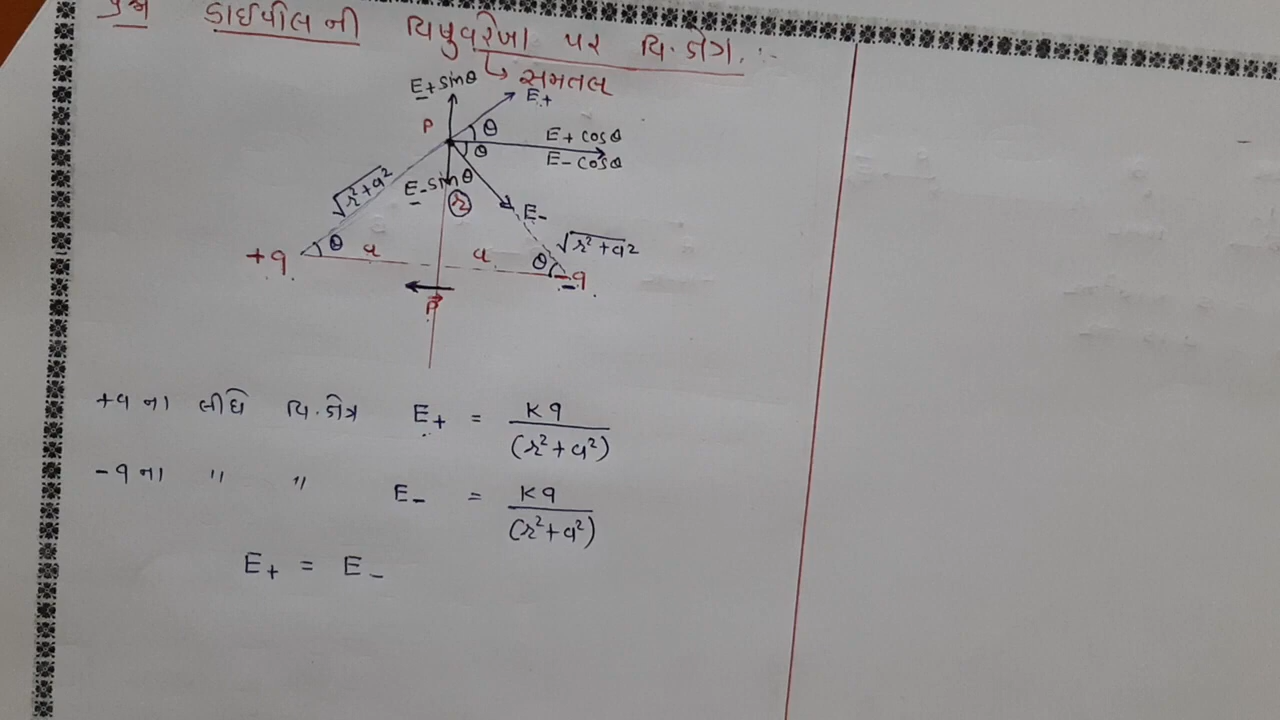 પ્રશ્ન ડાઈપોલ ની વિષુવરેખા પર વિ.ક્ષેત્ર :-
સમતલ
E+ sinθ
E+
P
θ
E+ cosθ
θ
E- cosθ
√r²+a²
E- sinθ
r
E-
√r²+a²
+q
θ
a
a
θ
-q
P⃗
+q ના લીધે વિ.ક્ષેત્ર E+ = Kq / (r²+a²)
-q ના " " E- = Kq / (r²+a²)
E+ = E-